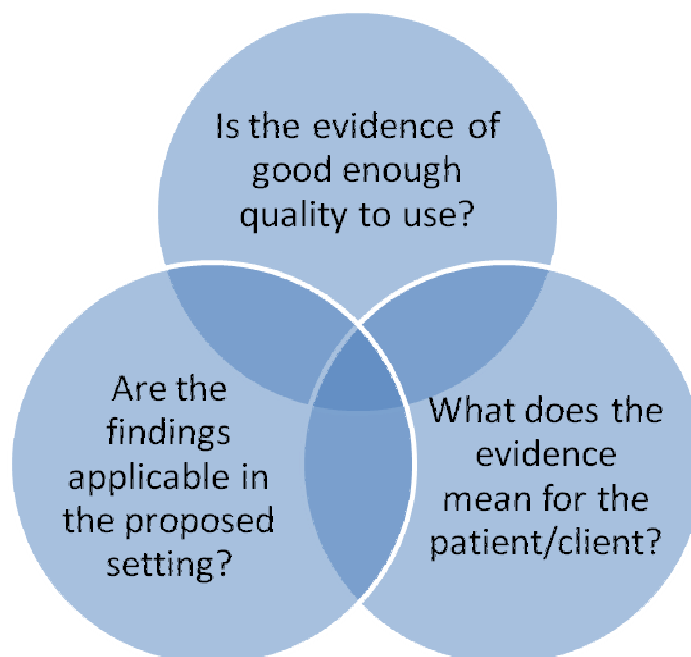 Is the evidence of
good enough
quality to use?
Are the
findings
applicable in
the proposed
setting?
What does the
evidence
mean for the
patient/client?